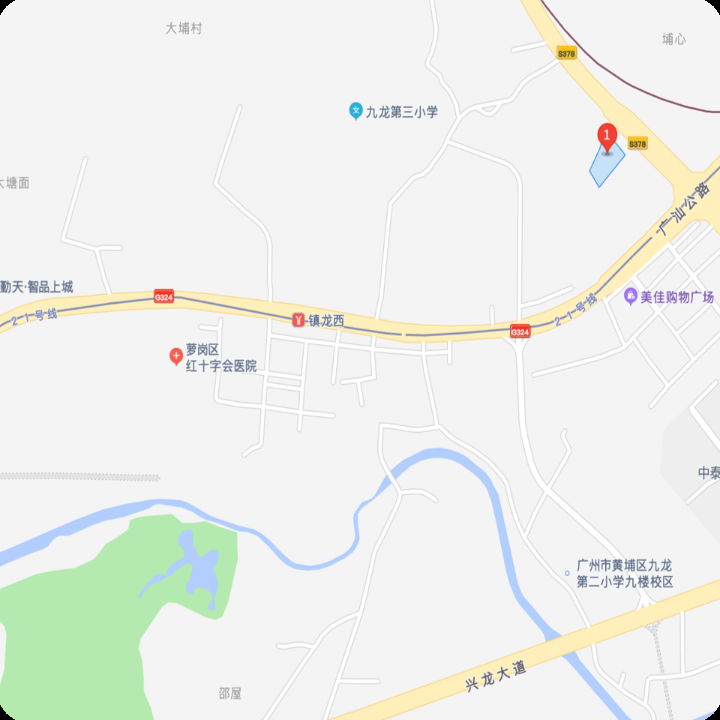 大埔村
埔心
S378
九龙第三小学
1
S378
大塘面
广汕公路
勤天·智品上城
G324
美佳购物广场
2-1号线
镇龙西
2-1号线
G324
萝岗区
红十字会医院
中泰
广州市黄埔区九龙
第二小学九楼校区
兴龙大道
邵屋